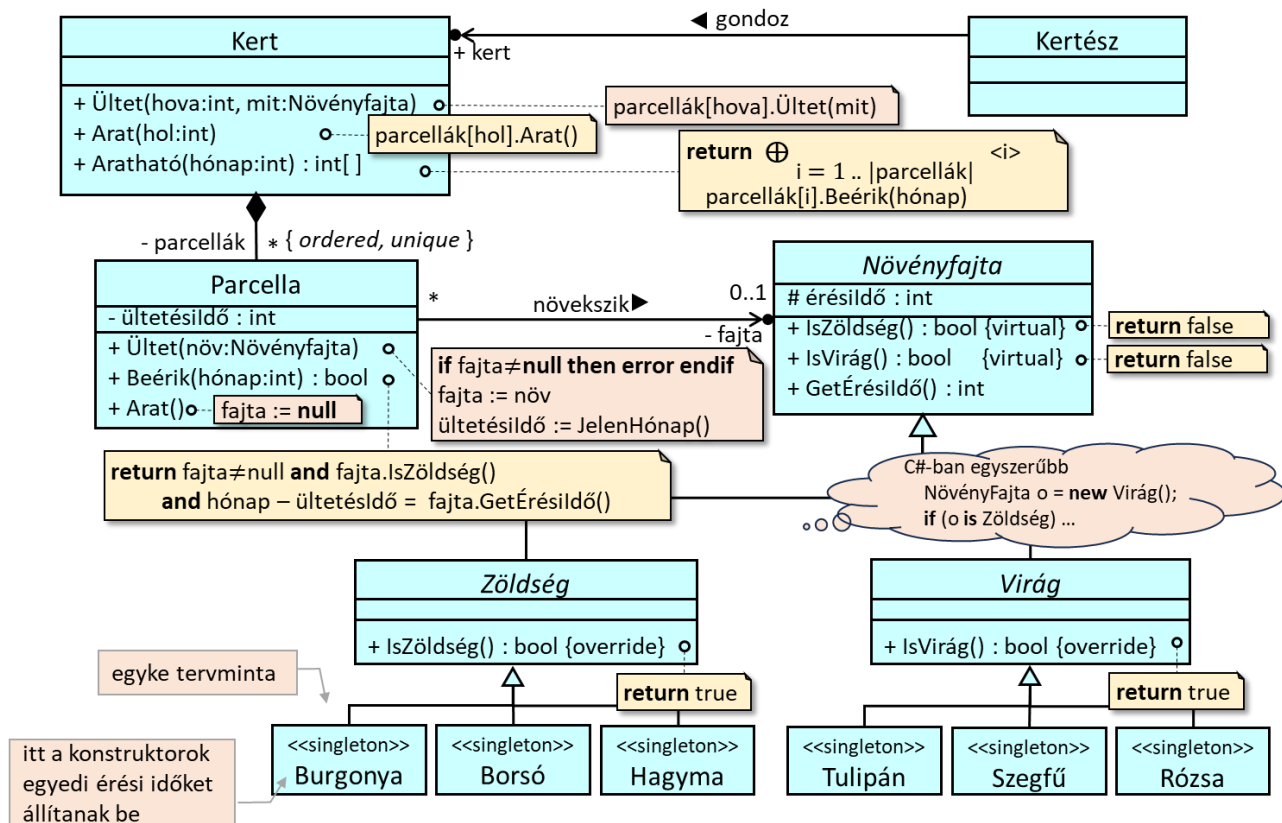 Kert
◀ gondoz
Kertész
+ kert
+ Ültet(hova:int, mit:Növényfajta)
parcellák[hova].Ültet(mit)
+ Arat(hol:int)
parcellák[hol].Arat()
+ Aratható(hónap:int) : int[ ]
return ⊕ <i>
i = 1 .. |parcellák|
parcellák[i].Beérik(hónap)
- parcellák * { ordered, unique }
Parcella
- ültetésiIdő : int
+ Ültet(növ:Növényfajta)
+ Beérik(hónap:int) : bool
+ Arat()
fajta := null
* növekszik▶ 0..1
- fajta
if fajta≠null then error endif
fajta := növ
ültetésiIdő := JelenHónap()
Növényfajta
# érésiIdő : int
+ IsZöldség() : bool {virtual}
return false
+ IsVirág() : bool {virtual}
return false
+ GetÉrésiIdő() : int
return fajta≠null and fajta.IsZöldség()
and hónap – ültetésIdő = fajta.GetÉrésiIdő()
C#-ban egyszerűbb
NövényFajta o = new Virág();
if (o is Zöldség) ...
Zöldség
+ IsZöldség() : bool {override}
return true
Virág
+ IsVirág() : bool {override}
return true
egyke tervminta
itt a konstruktorok
egyedi érési időket
állítanak be
<<singleton>>
Burgonya
<<singleton>>
Borsó
<<singleton>>
Hagyma
<<singleton>>
Tulipán
<<singleton>>
Szegfű
<<singleton>>
Rózsa